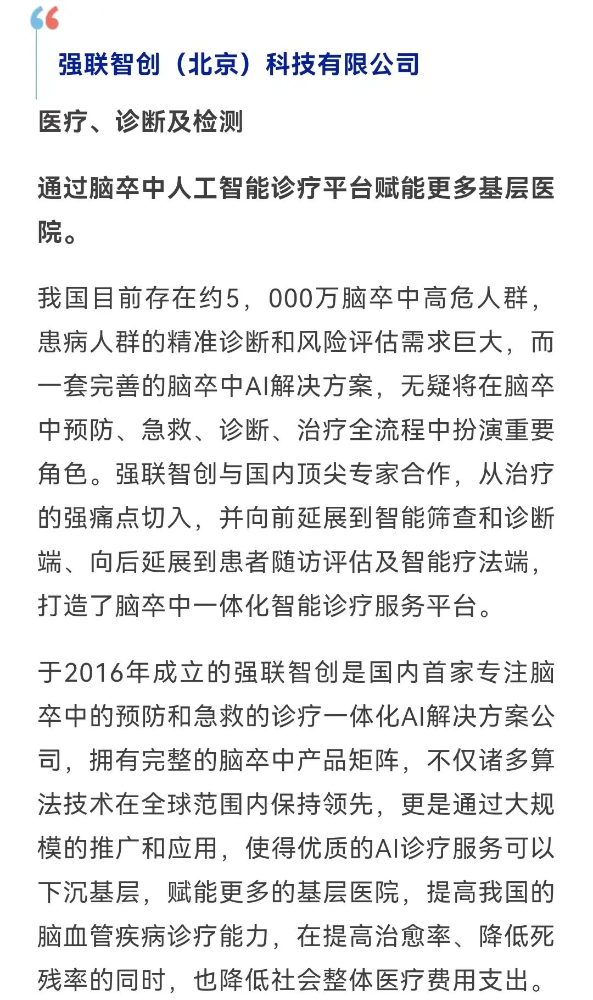 强联智创（北京）科技有限公司
医疗、诊断及检测
通过脑卒中人工智能诊疗平台赋能更多基层医
院。
我国目前存在约5，000万脑卒中高危人群，
患病人群的精准诊断和风险评估需求巨大，而
一套完善的脑卒中AI解决方案，无疑将在脑卒
中预防、急救、诊断、治疗全流程中扮演重要
角色。强联智创与国内顶尖专家合作，从治疗
的强痛点切入，并向前延展到智能筛查和诊断
端、向后延展到患者随访评估及智能疗法端，
打造了脑卒中一体化智能诊疗服务平台。
于2016年成立的强联智创是国内首家专注脑
卒中的预防和急救的诊疗一体化AI解决方案公
司，拥有完整的脑卒中产品矩阵，不仅诸多算
法技术在全球范围内保持领先，更是通过大规
模的推广和应用，使得优质的AI诊疗服务可以
下沉基层，赋能更多的基层医院，提高我国的
脑血管疾病诊疗能力，在提高治愈率、降低死
残率的同时，也降低社会整体医疗费用支出。